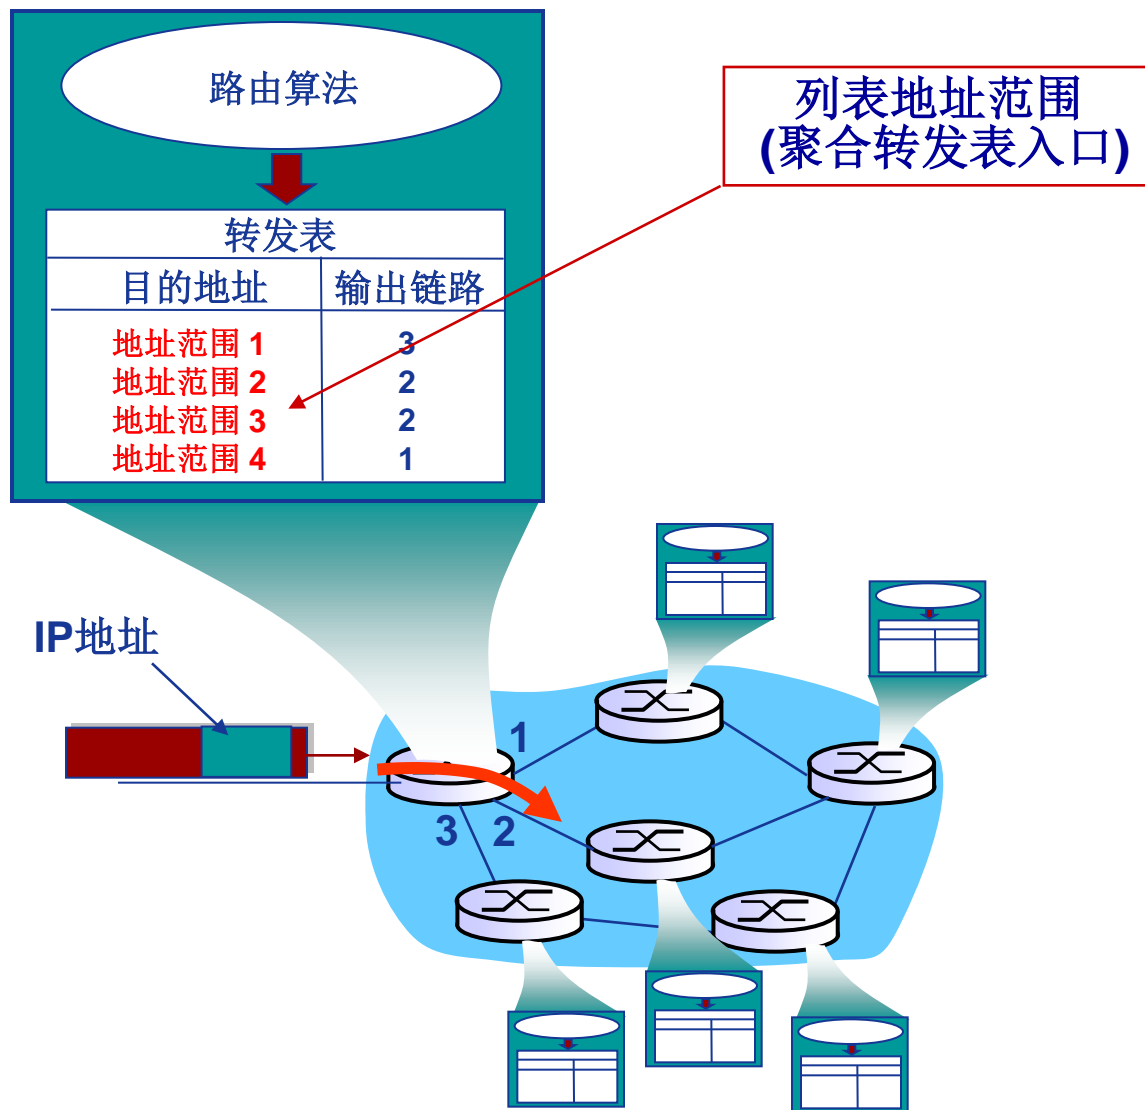 路由算法
列表地址范围
(聚合转发表入口)
转发表
目的地址 输出链路
地址范围 1 3
地址范围 2 2
地址范围 3 2
地址范围 4 1
IP地址
1
3 2